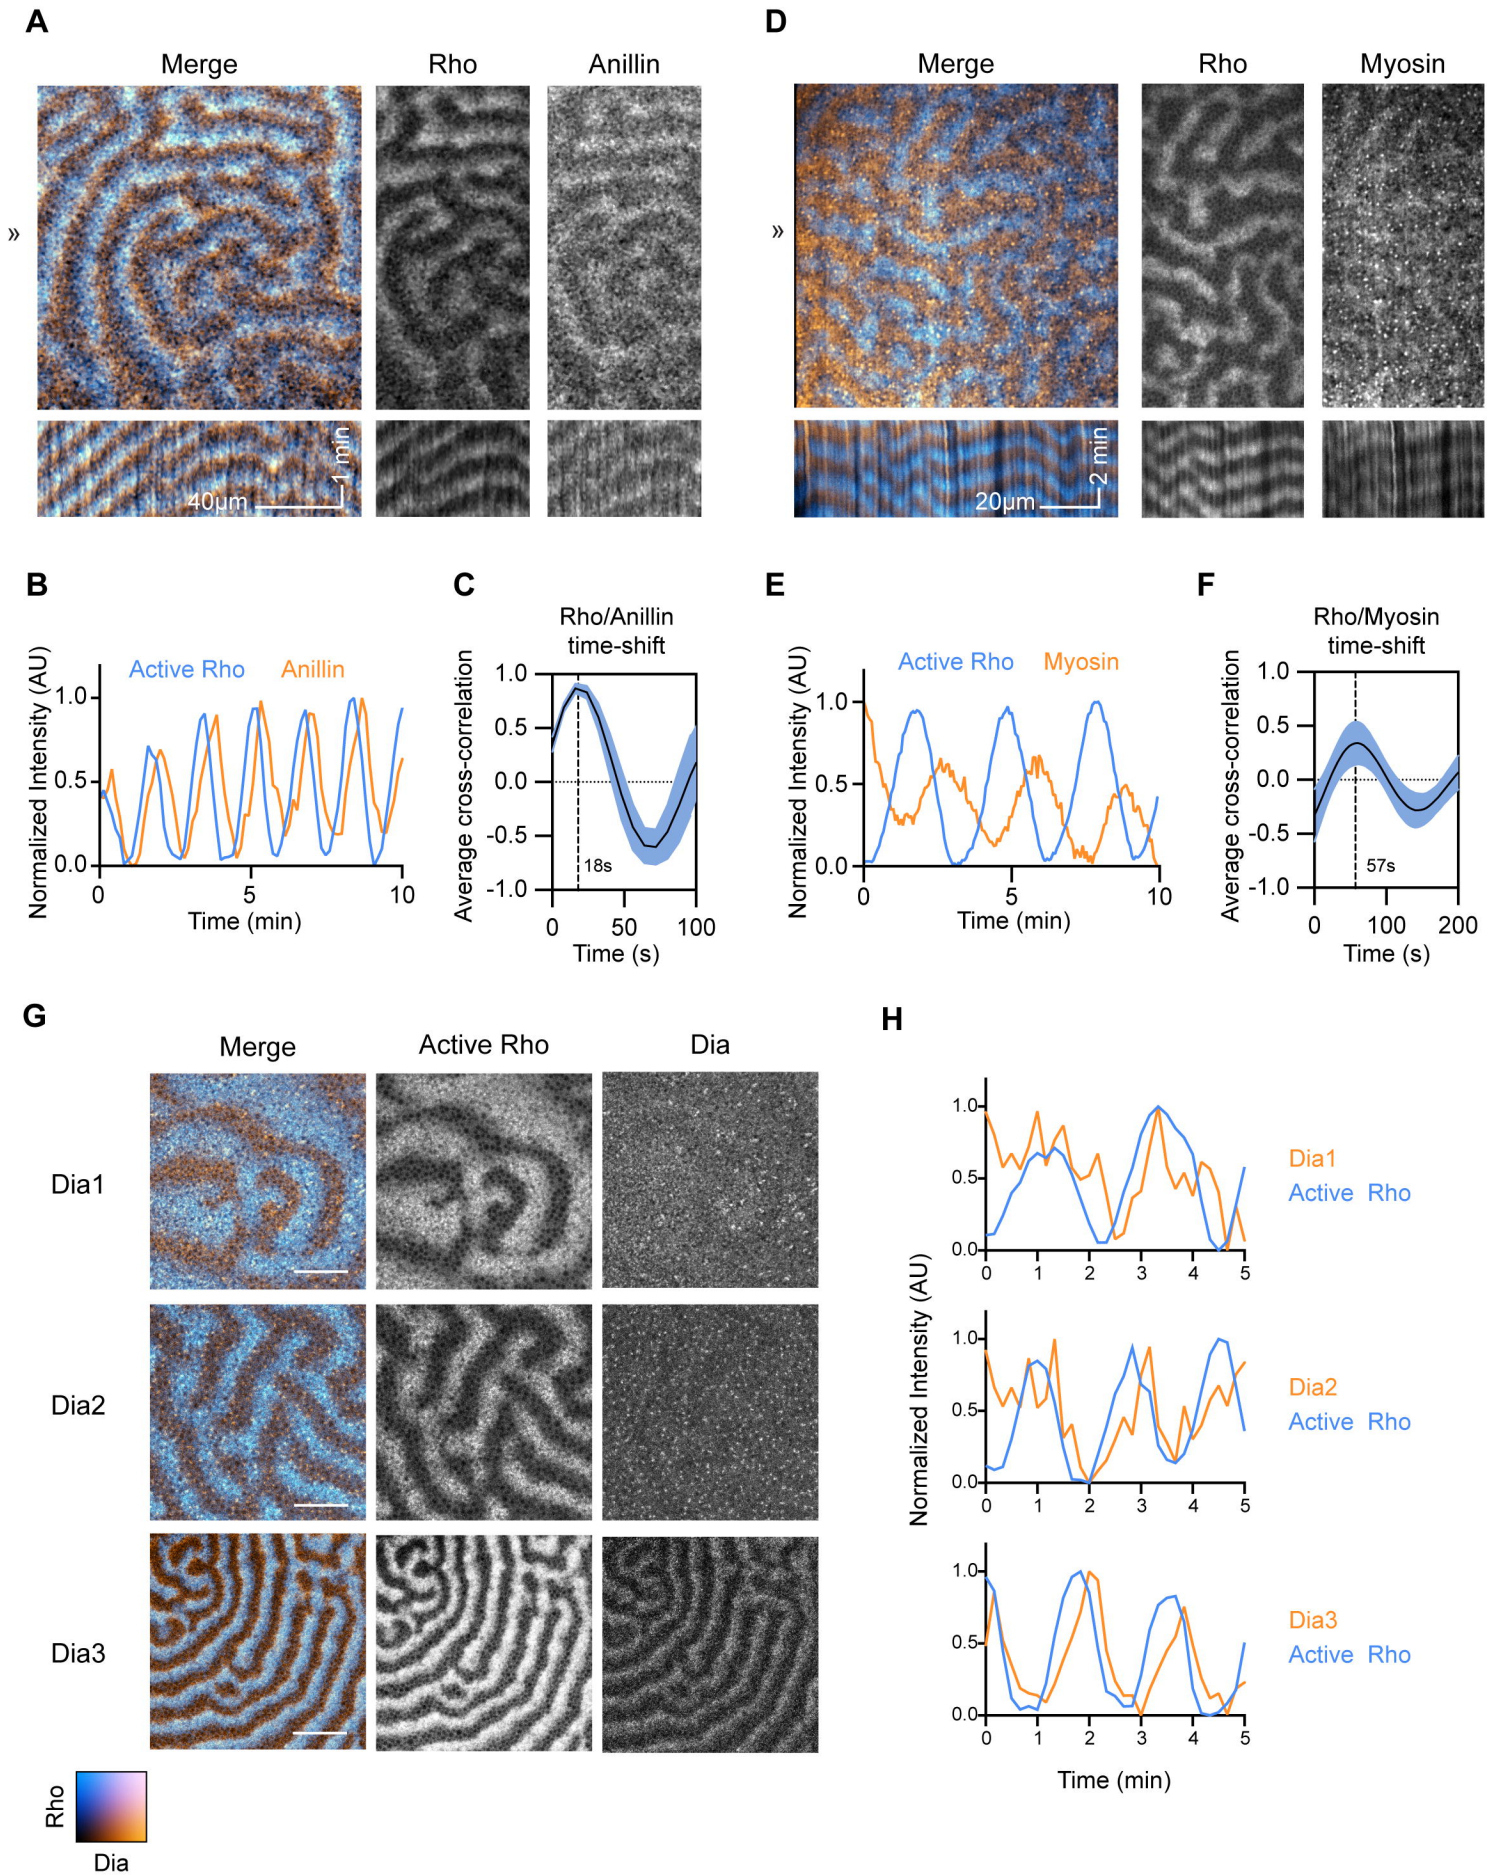 A
Merge
Rho
Anillin
»
40µm
1 min
D
Merge
Rho
Myosin
»
20µm
2 min
B
Active Rho
Anillin
Normalized Intensity (AU)
1.0
0.5
0.0
0
5
10
Time (min)
C
Rho/Anillin
time-shift
Average cross-correlation
1.0
0.5
0.0
-0.5
-1.0
18s
0
50
100
Time (s)
E
Active Rho
Myosin
Normalized Intensity (AU)
1.0
0.5
0.0
0
5
10
Time (min)
F
Rho/Myosin
time-shift
Average cross-correlation
1.0
0.5
0.0
-0.5
-1.0
57s
0
100
200
Time (s)
G
Merge
Active Rho
Dia
Dia1
Dia2
Dia3
Rho
Dia
H
Normalized Intensity (AU)
1.0
0.5
0.0
0 1 2 3 4 5
Dia1
Active Rho
1.0
0.5
0.0
0 1 2 3 4 5
Dia2
Active Rho
1.0
0.5
0.0
0 1 2 3 4 5
Dia3
Active Rho
Time (min)